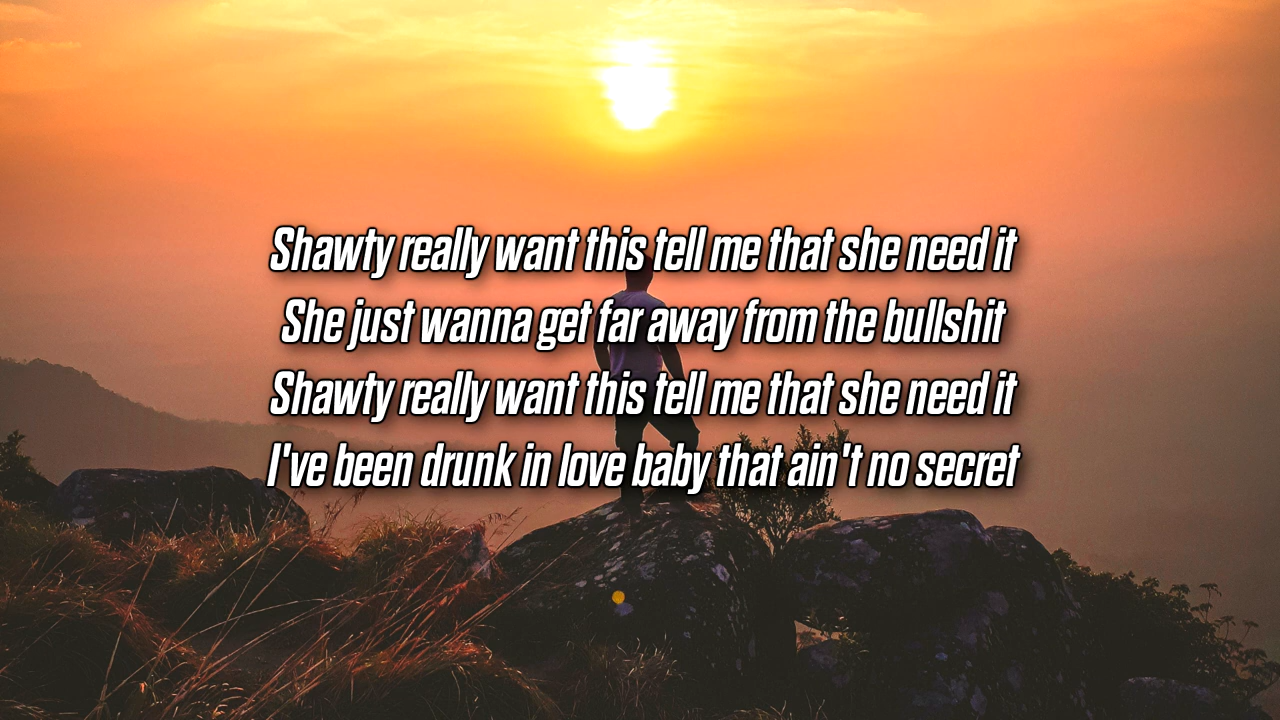 Shawty really want this tell me that she need it
She just wanna get far away from the bullshit
Shawty really want this tell me that she need it
I've been drunk in love baby that ain't no secret